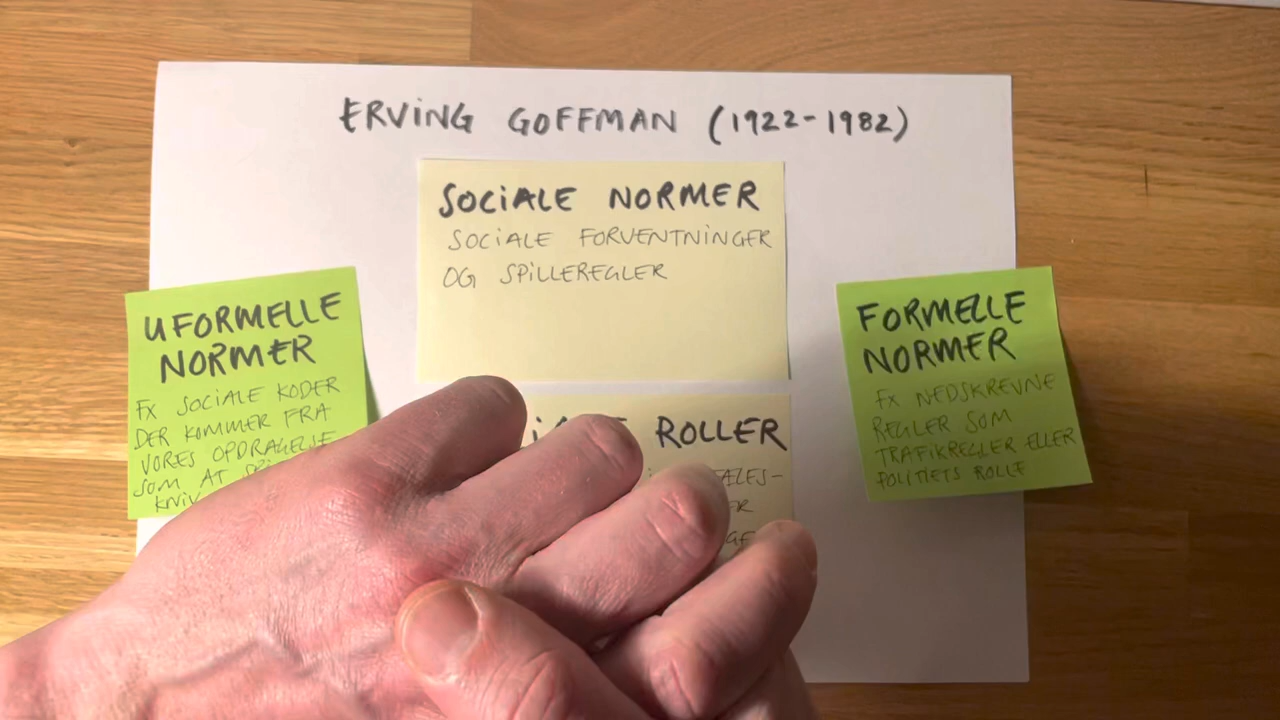 ERVING GOFFMAN (1922-1982)
SOCIALE NORMER
SOCIALE FORVENTNINGER
OG SPILLEREGLER
UFORMELLE
NORMER
FX SOCIALE KODER
DER KOMMER FRA
VORES OPDRAGELSE
SOM AT
KNIV
FORMELLE
NORMER
FX NEDSKREVNE
REGLER SOM
TRAFIKREGLER ELLER
POLITIETS ROLLE
ROLLER